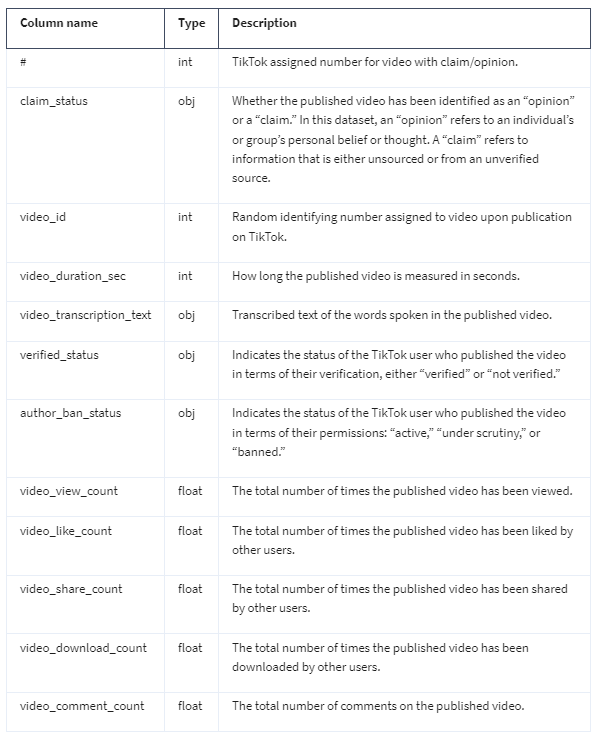 Column name Type Description
# int TikTok assigned number for video with claim/opinion.
claim_status obj Whether the published video has been identified as an “opinion”
or a “claim.” In this dataset, an “opinion” refers to an individual’s
or group’s personal belief or thought. A “claim” refers to
information that is either unsourced or from an unverified
source.
video_id int Random identifying number assigned to video upon publication
on TikTok.
video_duration_sec int How long the published video is measured in seconds.
video_transcription_text obj Transcribed text of the words spoken in the published video.
verified_status obj Indicates the status of the TikTok user who published the video
in terms of their verification, either “verified” or “not verified.”
author_ban_status obj Indicates the status of the TikTok user who published the video
in terms of their permissions: “active,” “under scrutiny,” or
“banned.”
video_view_count float The total number of times the published video has been viewed.
video_like_count float The total number of times the published video has been liked by
other users.
video_share_count float The total number of times the published video has been shared
by other users.
video_download_count float The total number of times the published video has been
downloaded by other users.
video_comment_count float The total number of comments on the published video.